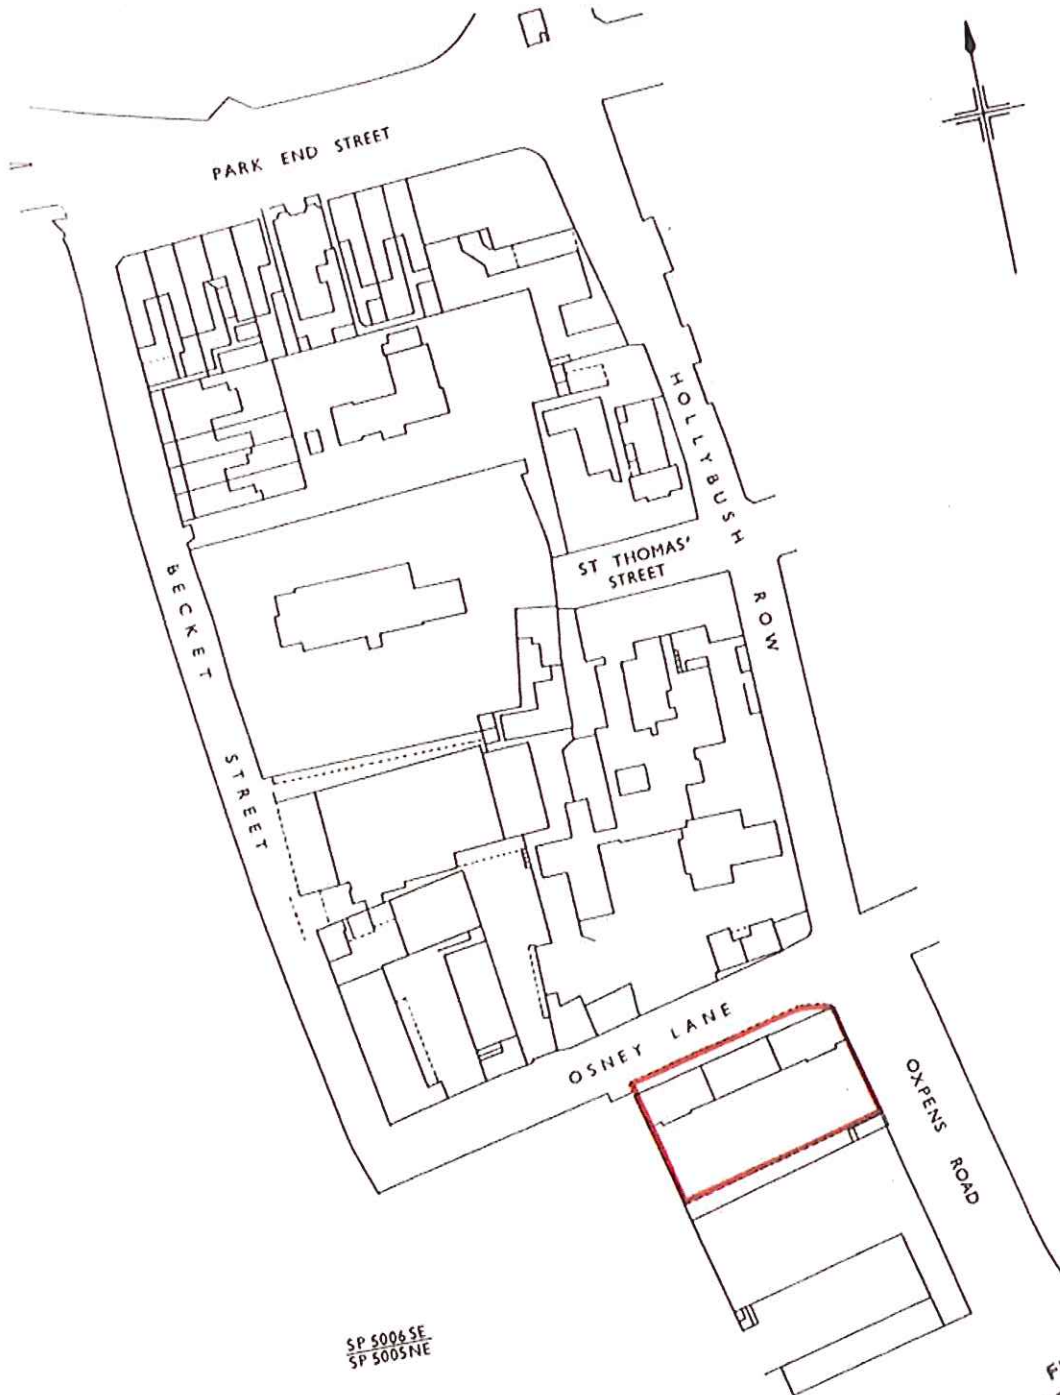 PARK END STREET
HOLLYBUSH ROW
ST THOMAS'
STREET
BECKET STREET
OSNEY LANE
OXPENS ROAD
SP 5006 SE
SP 5005 NE